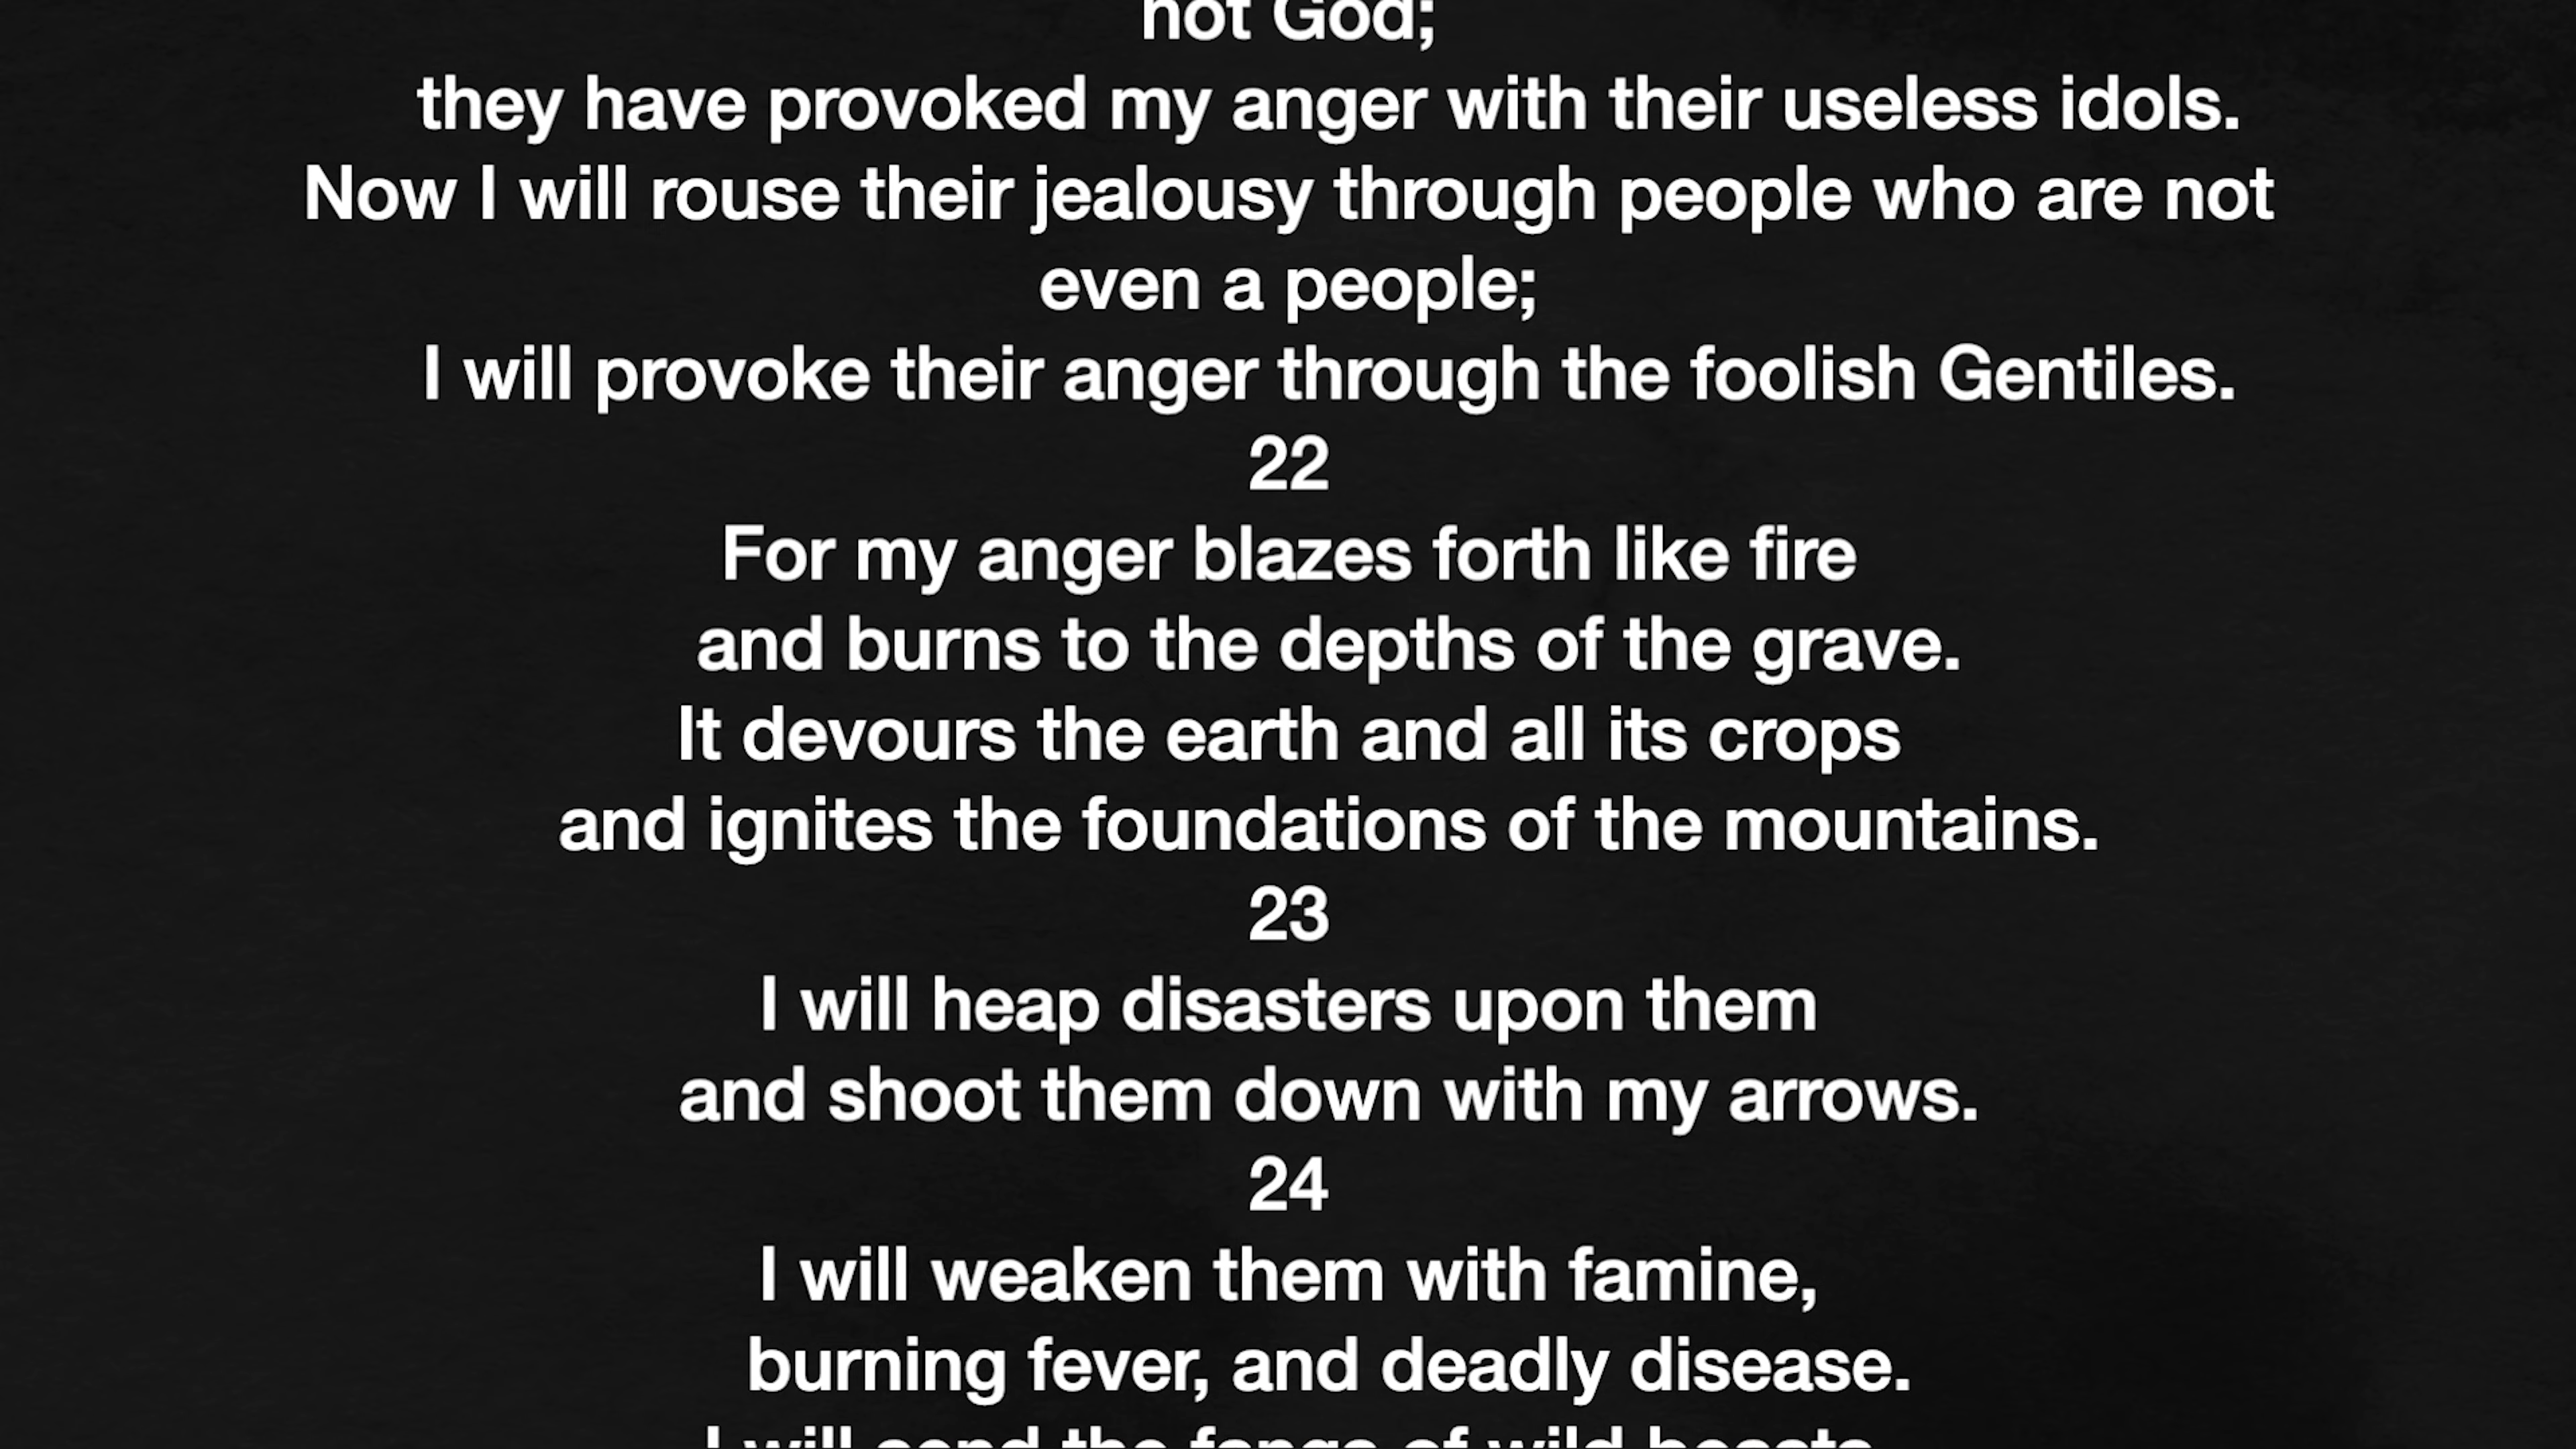 not God;
they have provoked my anger with their useless idols.
Now I will rouse their jealousy through people who are not
even a people;
I will provoke their anger through the foolish Gentiles.
22
For my anger blazes forth like fire
and burns to the depths of the grave.
It devours the earth and all its crops
and ignites the foundations of the mountains.
23
I will heap disasters upon them
and shoot them down with my arrows.
24
I will weaken them with famine,
burning fever, and deadly disease.
I will send the fangs of wild beasts